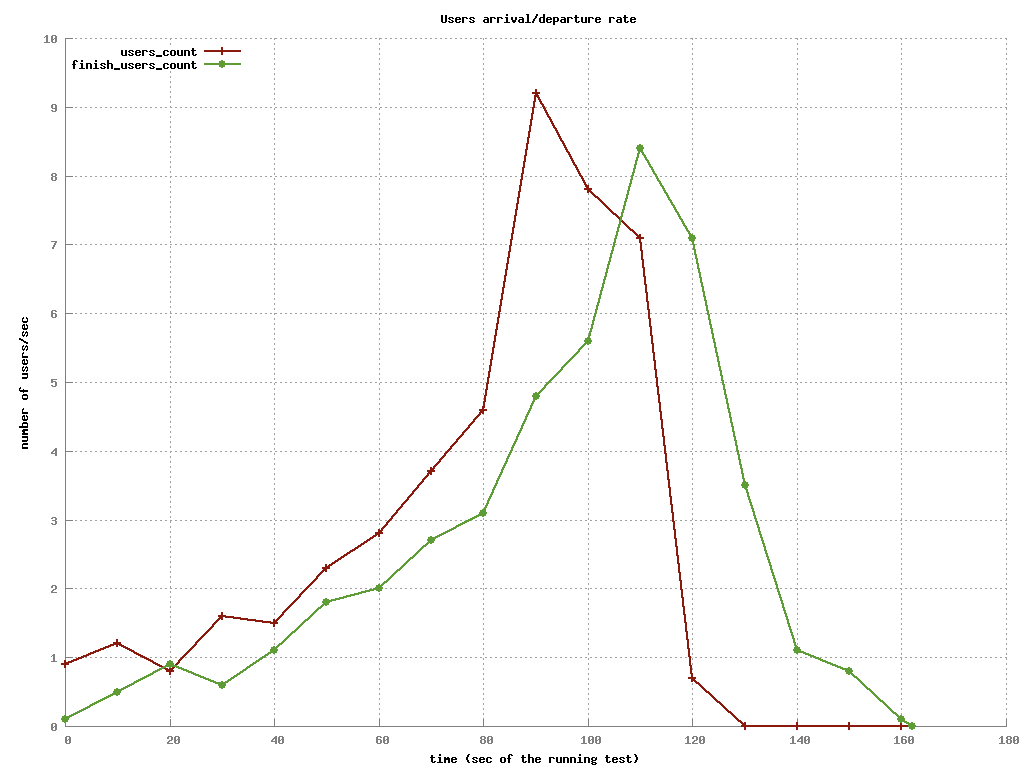 Users arrival/departure rate
users_count
finish_users_count
10
9
8
7
6
5
4
3
2
1
0
number of users/sec
0 20 40 60 80 100 120 140 160 180
time (sec of the running test)